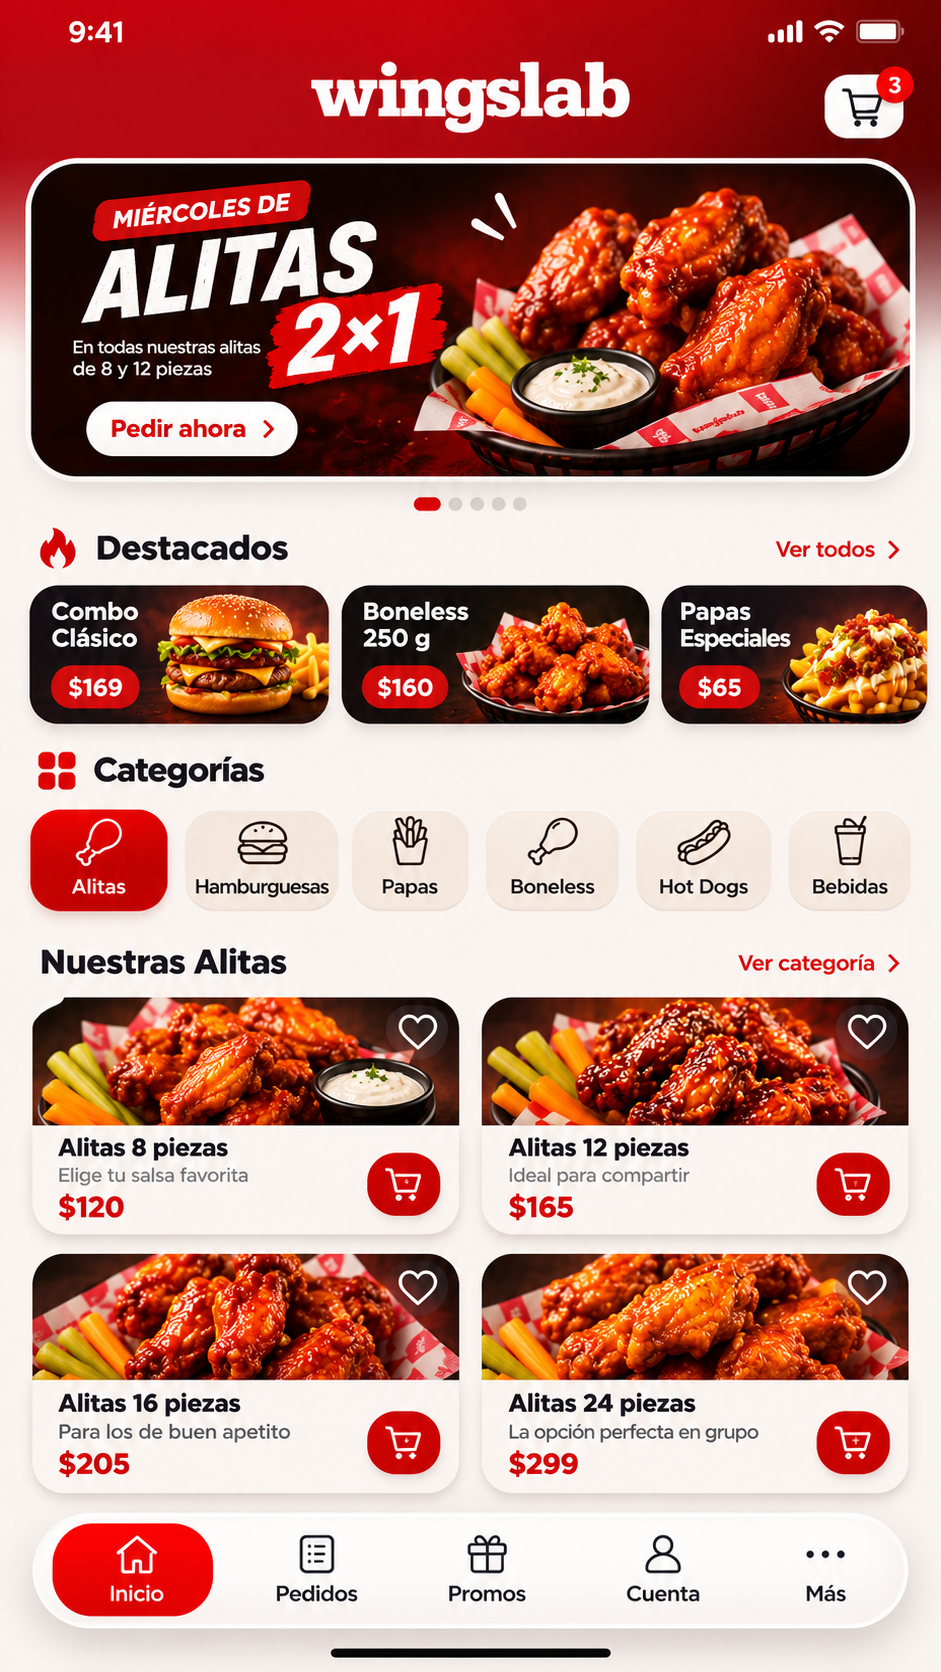 9:41
wingslab
3
MIÉRCOLES DE
ALITAS
2×1
En todas nuestras alitas
de 8 y 12 piezas
Pedir ahora
Destacados
Ver todos
Combo
Clásico
$169
Boneless
250 g
$160
Papas
Especiales
$65
Categorías
Alitas
Hamburguesas
Papas
Boneless
Hot Dogs
Bebidas
Nuestras Alitas
Ver categoría
Alitas 8 piezas
Elige tu salsa favorita
$120
Alitas 12 piezas
Ideal para compartir
$165
Alitas 16 piezas
Para los de buen apetito
$205
Alitas 24 piezas
La opción perfecta en grupo
$299
Inicio
Pedidos
Promos
Cuenta
Más